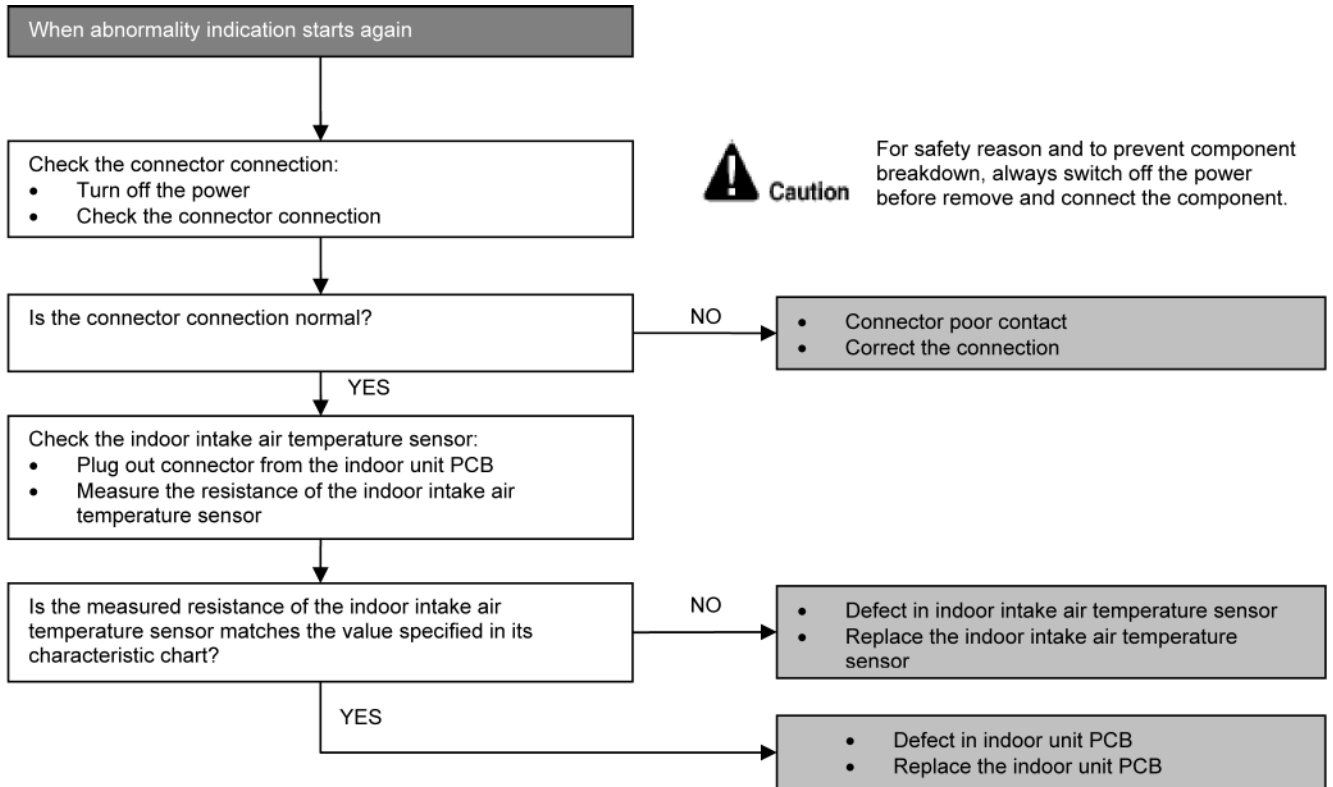 When abnormality indication starts again
Check the connector connection:
• Turn off the power
• Check the connector connection
Caution
For safety reason and to prevent component
breakdown, always switch off the power
before remove and connect the component.
Is the connector connection normal?
NO
• Connector poor contact
• Correct the connection
YES
Check the indoor intake air temperature sensor:
• Plug out connector from the indoor unit PCB
• Measure the resistance of the indoor intake air
temperature sensor
Is the measured resistance of the indoor intake air
temperature sensor matches the value specified in its
characteristic chart?
NO
• Defect in indoor intake air temperature sensor
• Replace the indoor intake air temperature
sensor
YES
• Defect in indoor unit PCB
• Replace the indoor unit PCB